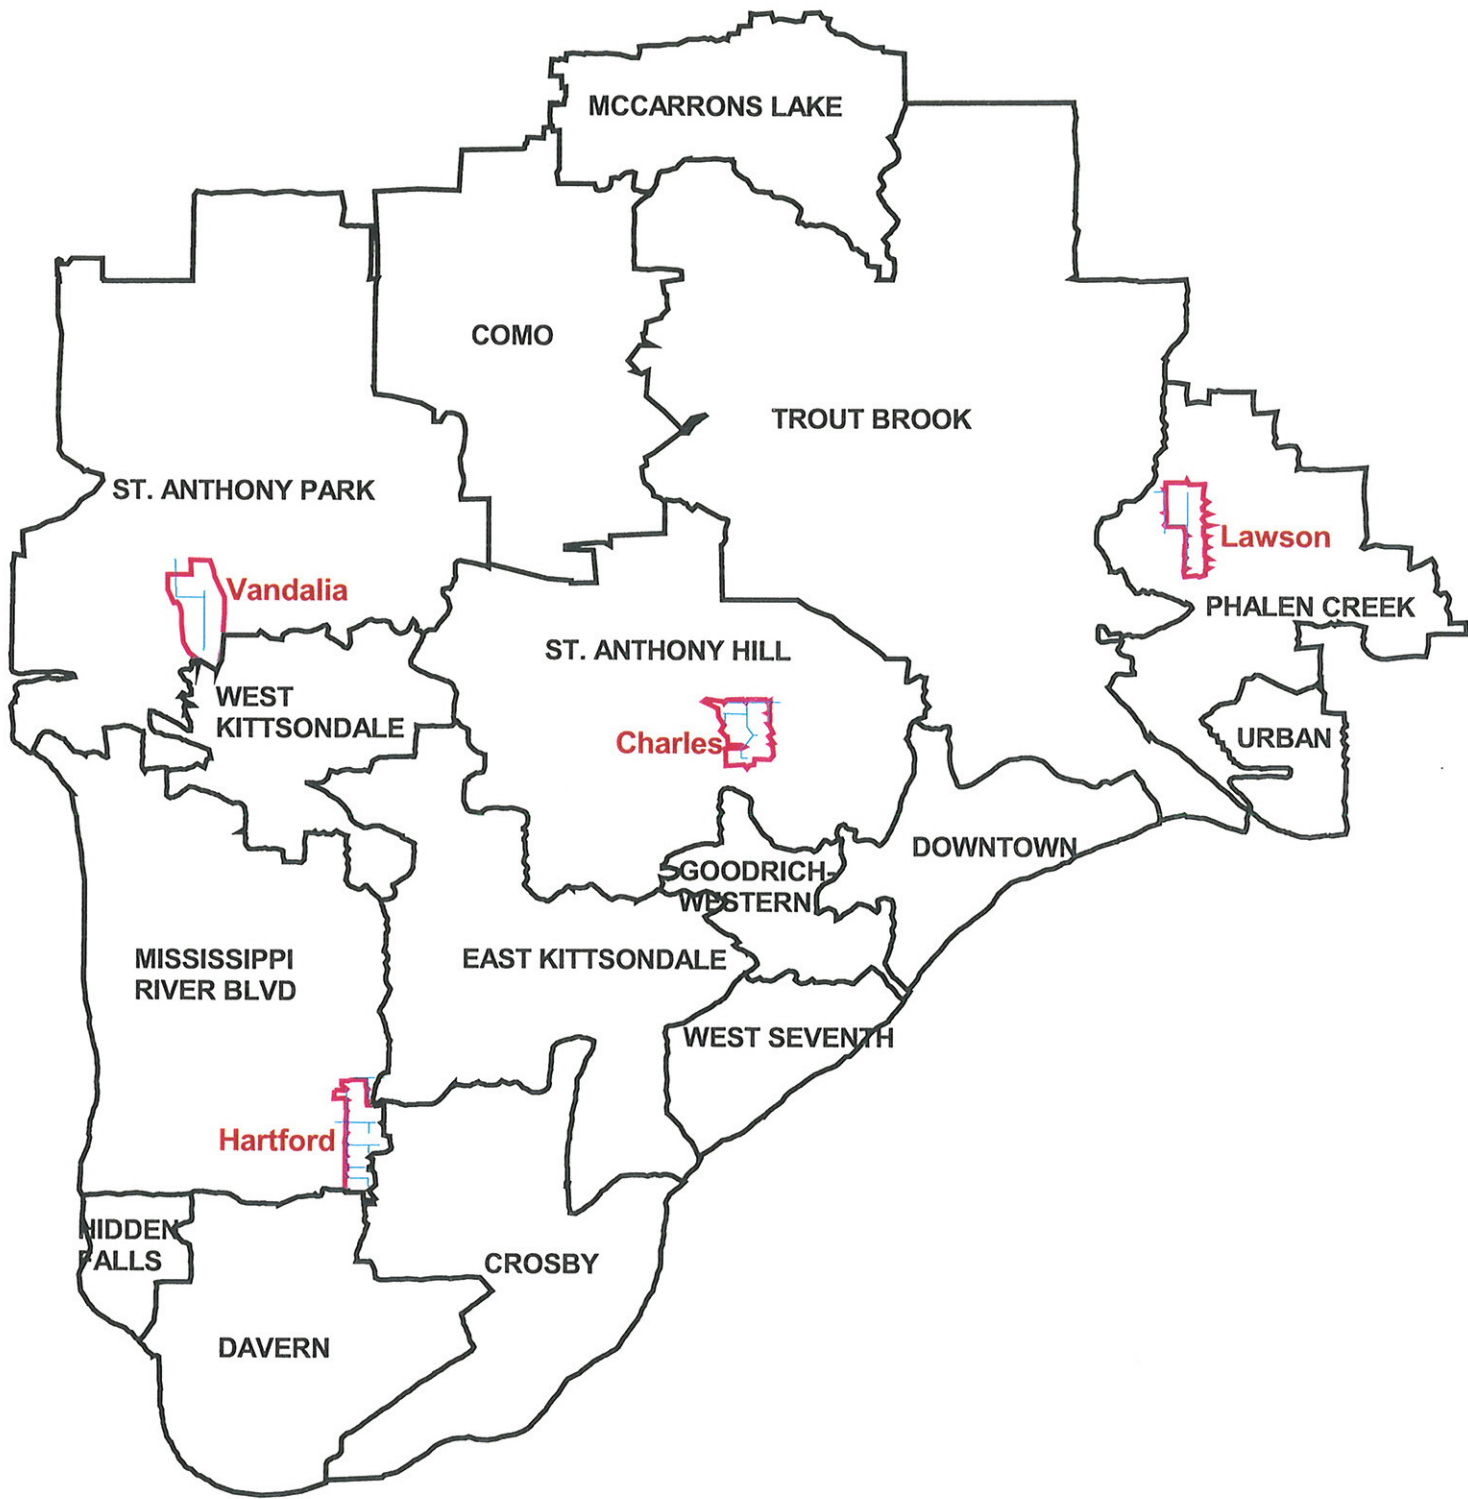 MCCARRONS LAKE
COMO
TROUT BROOK
ST. ANTHONY PARK
Lawson
Vandalia
PHALEN CREEK
ST. ANTHONY HILL
WEST
KITTSONDALE
URBAN
Charles
DOWNTOWN
GOODRICH-
WESTERN
MISSISSIPPI
RIVER BLVD
EAST KITTSONDALE
WEST SEVENTH
Hartford
HIDDEN
FALLS
CROSBY
DAVERN